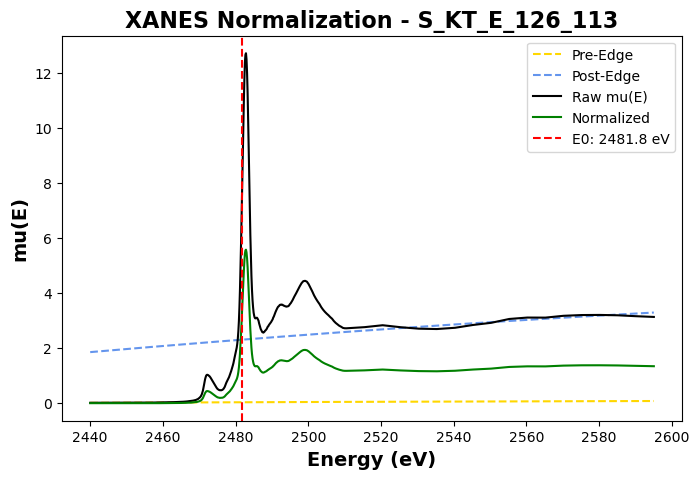 XANES Normalization - S_KT_E_126_113
Pre-Edge
Post-Edge
Raw mu(E)
Normalized
E0: 2481.8 eV
mu(E)
12
10
8
6
4
2
0
2440 2460 2480 2500 2520 2540 2560 2580 2600
Energy (eV)